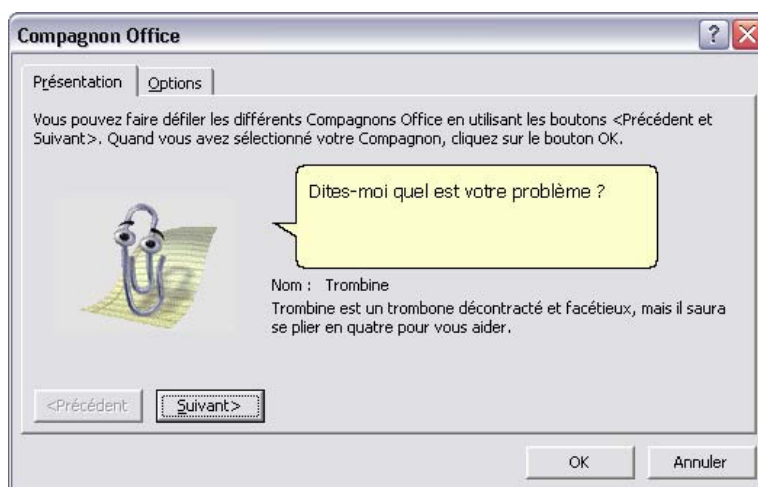 Compagnon Office
Présentation
Options
Vous pouvez faire défiler les différents Compagnons Office en utilisant les boutons <Précédent et
Suivant>. Quand vous avez sélectionné votre Compagnon, cliquez sur le bouton OK.
Dites-moi quel est votre problème ?
Nom : Trombine
Trombine est un trombone décontracté et facétieux, mais il saura
se plier en quatre pour vous aider.
<Précédent
Suivant>
OK
Annuler